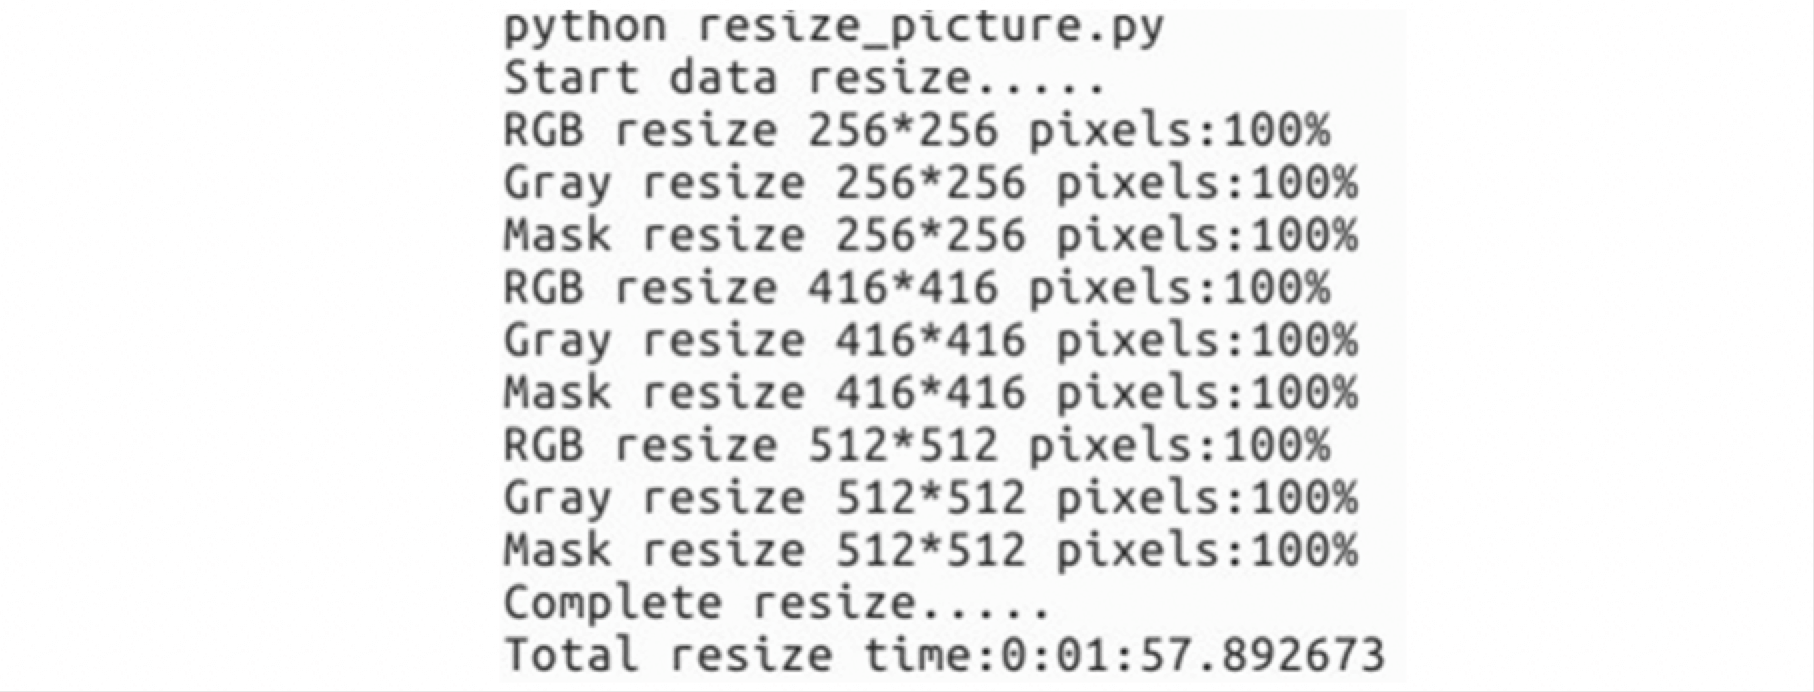 python resize_picture.py
Start data resize.....
RGB resize 256*256 pixels:100%
Gray resize 256*256 pixels:100%
Mask resize 256*256 pixels:100%
RGB resize 416*416 pixels:100%
Gray resize 416*416 pixels:100%
Mask resize 416*416 pixels:100%
RGB resize 512*512 pixels:100%
Gray resize 512*512 pixels:100%
Mask resize 512*512 pixels:100%
Complete resize.....
Total resize time:0:01:57.892673